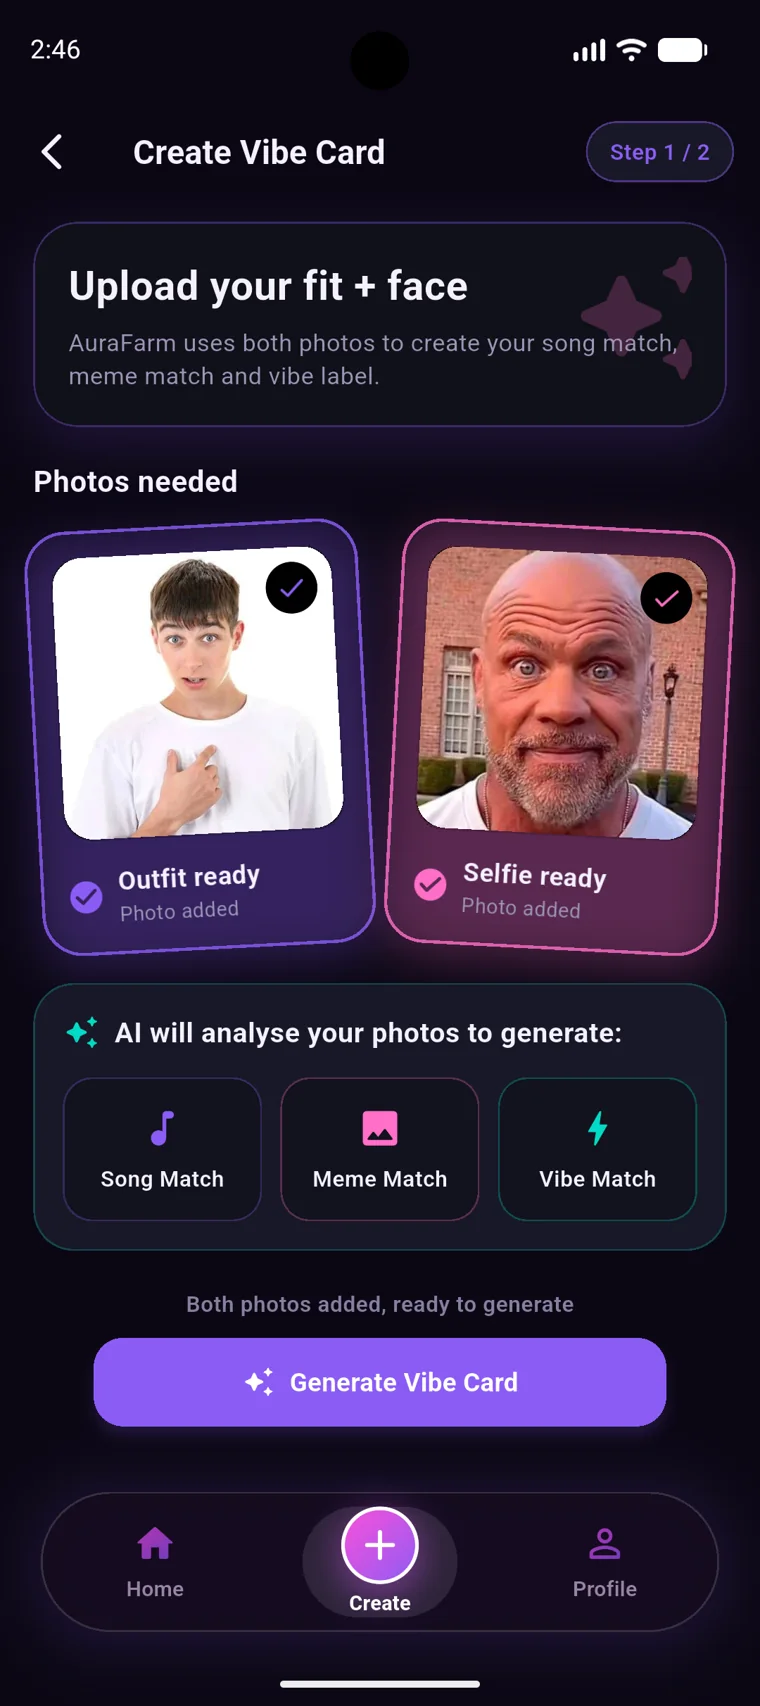 2:46
Create Vibe Card
Step 1 / 2
Upload your fit + face
AuraFarm uses both photos to create your song match,
meme match and vibe label.
Photos needed
Outfit ready
Photo added
Selfie ready
Photo added
AI will analyse your photos to generate:
Song Match
Meme Match
Vibe Match
Both photos added, ready to generate
Generate Vibe Card
Home
Create
Profile